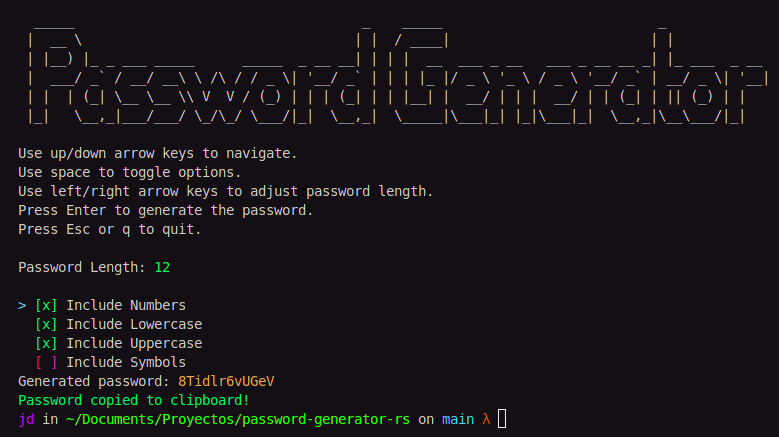 Password Generator
Use up/down arrow keys to navigate.
Use space to toggle options.
Use left/right arrow keys to adjust password length.
Press Enter to generate the password.
Press Esc or q to quit.
Password Length: 12
> [x] Include Numbers
[x] Include Lowercase
[x] Include Uppercase
[ ] Include Symbols
Generated password: 8Tidlr6vUGeV
Password copied to clipboard!
jd in ~/Documents/Proyectos/password-generator-rs on main λ